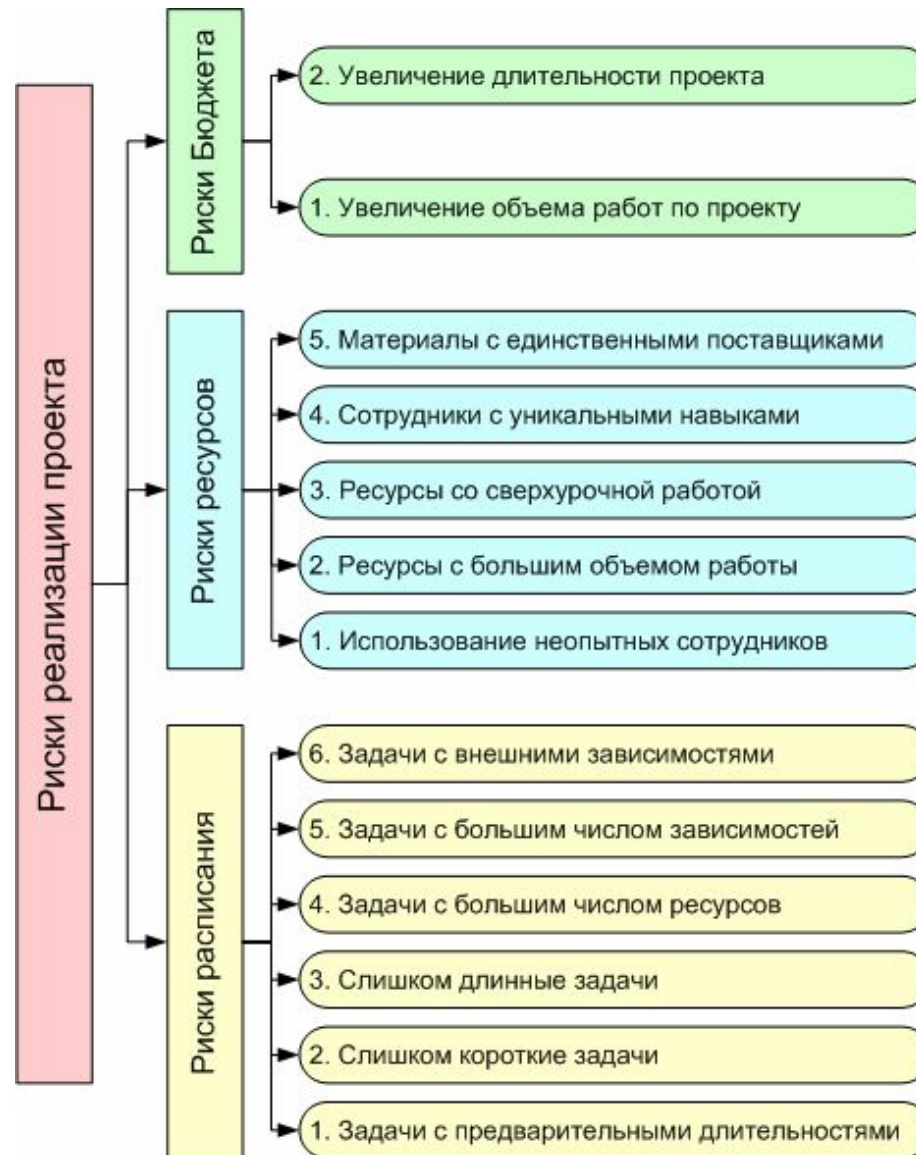 Риски реализации проекта
Риски Бюджета
2. Увеличение длительности проекта
1. Увеличение объема работ по проекту
Риски ресурсов
5. Материалы с единственными поставщиками
4. Сотрудники с уникальными навыками
3. Ресурсы со сверхурочной работой
2. Ресурсы с большим объемом работы
1. Использование неопытных сотрудников
Риски расписания
6. Задачи с внешними зависимостями
5. Задачи с большим числом зависимостей
4. Задачи с большим числом ресурсов
3. Слишком длинные задачи
2. Слишком короткие задачи
1. Задачи с предварительными длительностями